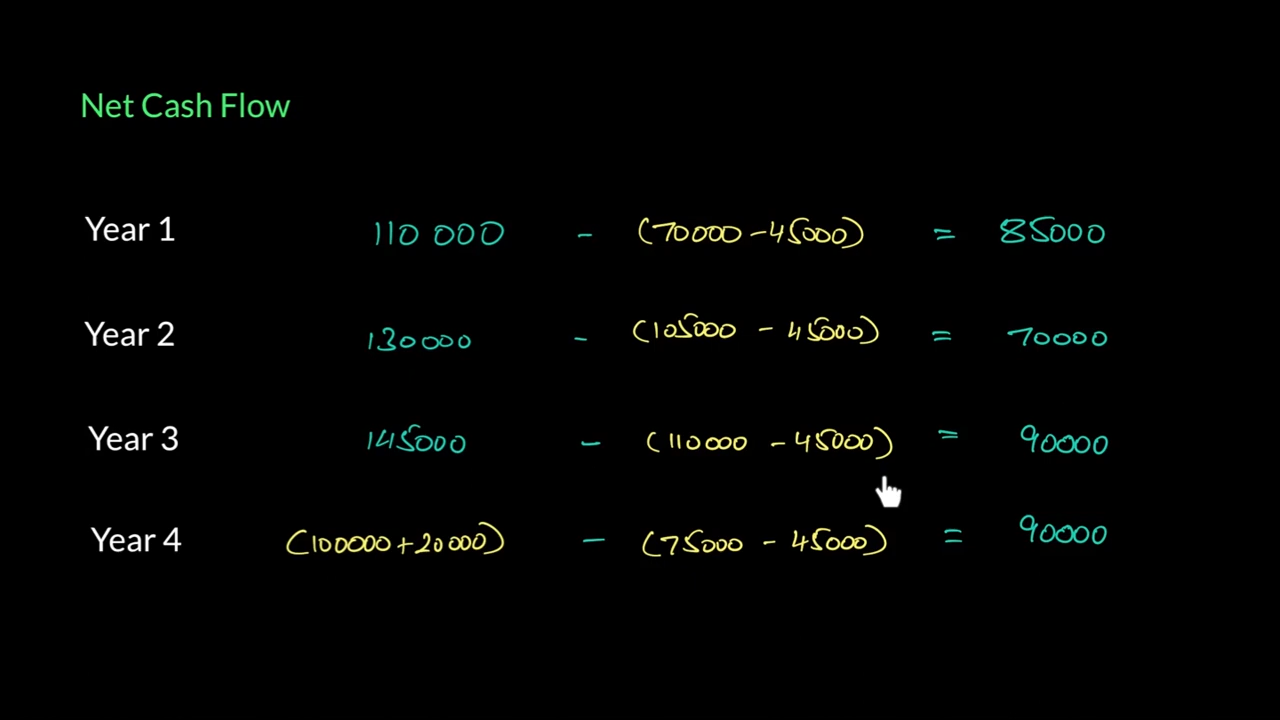 Net Cash Flow
Year 1 110 000 - (70000 - 45000) = 85000
Year 2 130000 - (105000 - 45000) = 70000
Year 3 145000 - (110000 - 45000) = 90000
Year 4 (100000 + 20000) - (75000 - 45000) = 90000